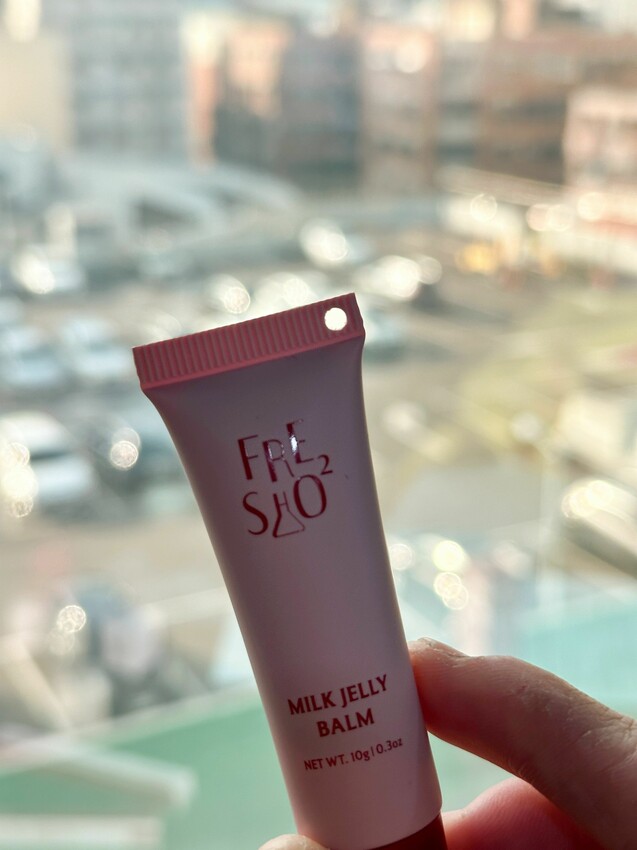 FRE
SHO2
MILK JELLY
BALM
NET WT. 10g | 0.3oz